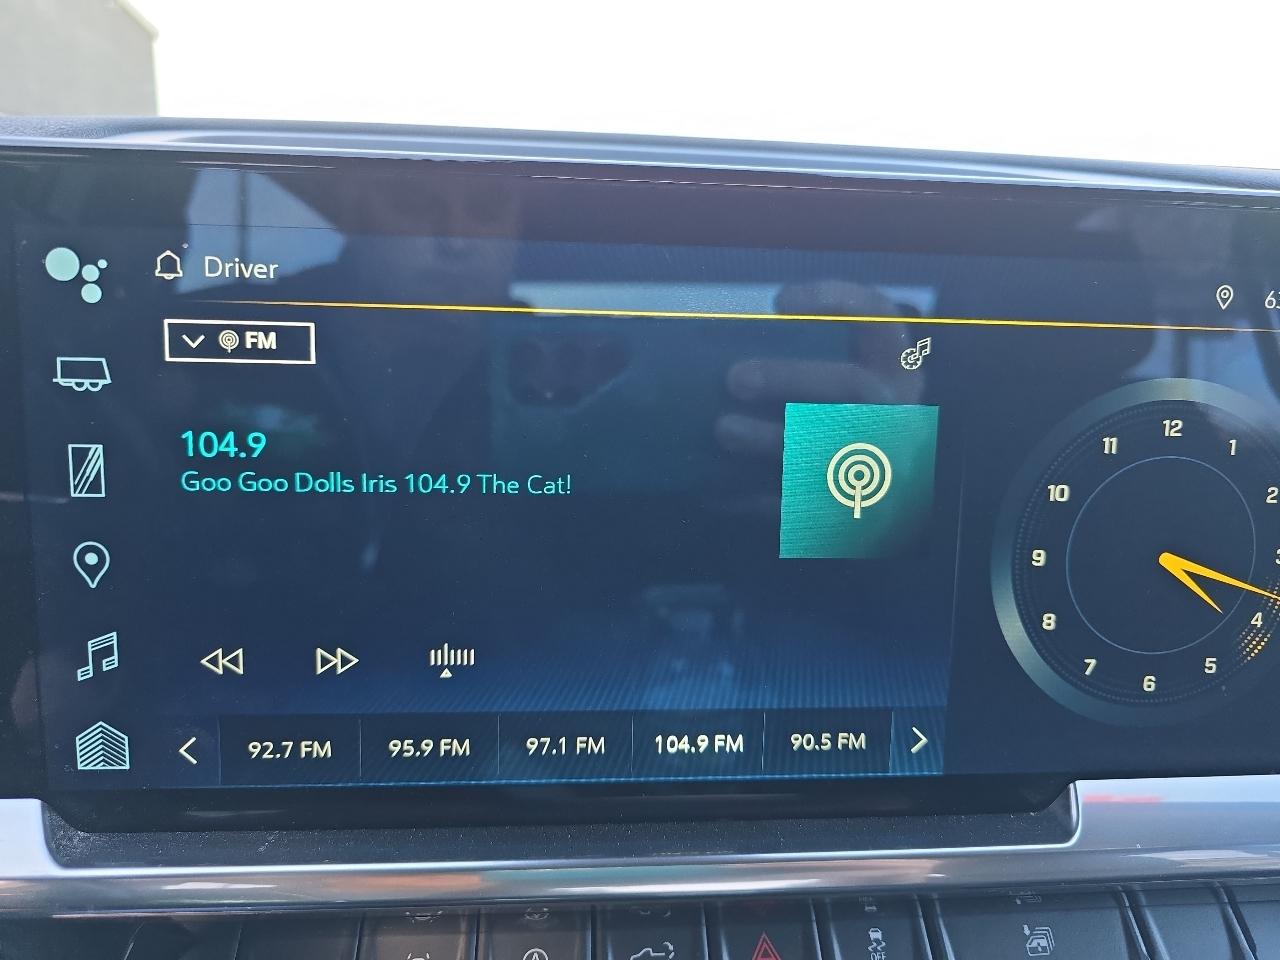 Driver
FM
104.9
Goo Goo Dolls Iris 104.9 The Cat!
92.7 FM
95.9 FM
97.1 FM
104.9 FM
90.5 FM
12
1
2
4
5
6
7
8
9
10
11
OFF